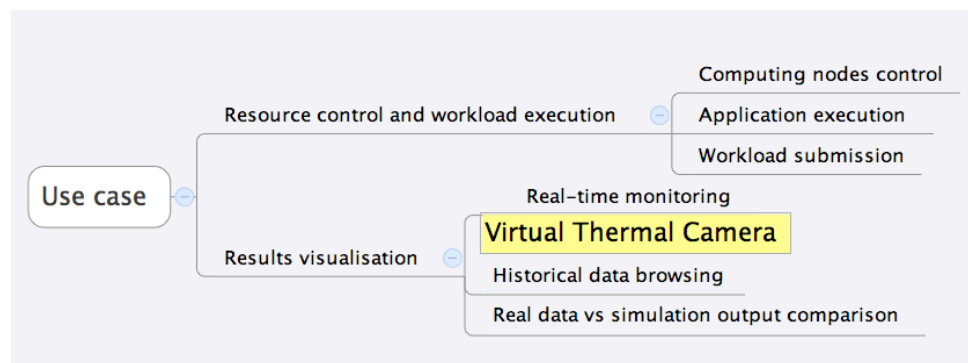 Use case
Resource control and workload execution
Computing nodes control
Application execution
Workload submission
Results visualisation
Real-time monitoring
Virtual Thermal Camera
Historical data browsing
Real data vs simulation output comparison